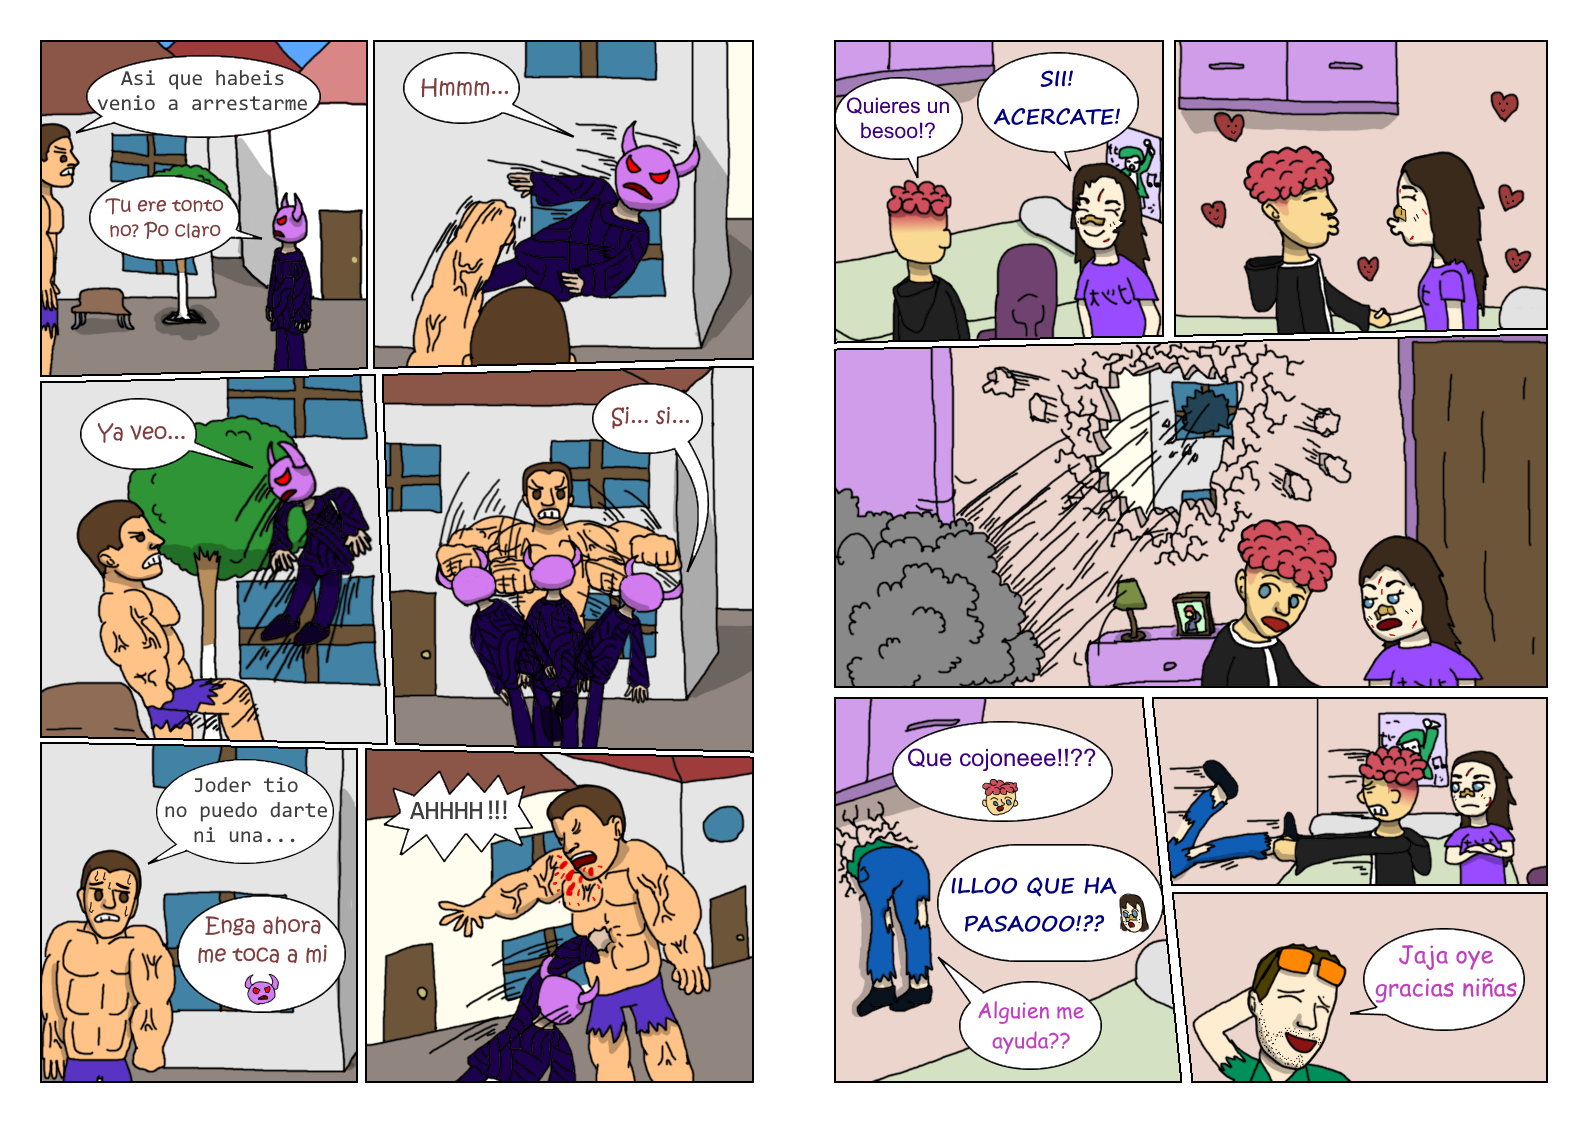 Asi que habeis
venio a arrestarme
Tu ere tonto
no? Po claro
Hmmm...
Ya veo...
Si... si...
Joder tio
no puedo darte
ni una...
Enga ahora
me toca a mi
AHHHH!!!
Quieres un
besoo!?
SII!
ACERCATE!
Que cojoneee!!??
ILLOO QUE HA
PASAOOO!??
Alguien me
ayuda??
Jaja oye
gracias niñas